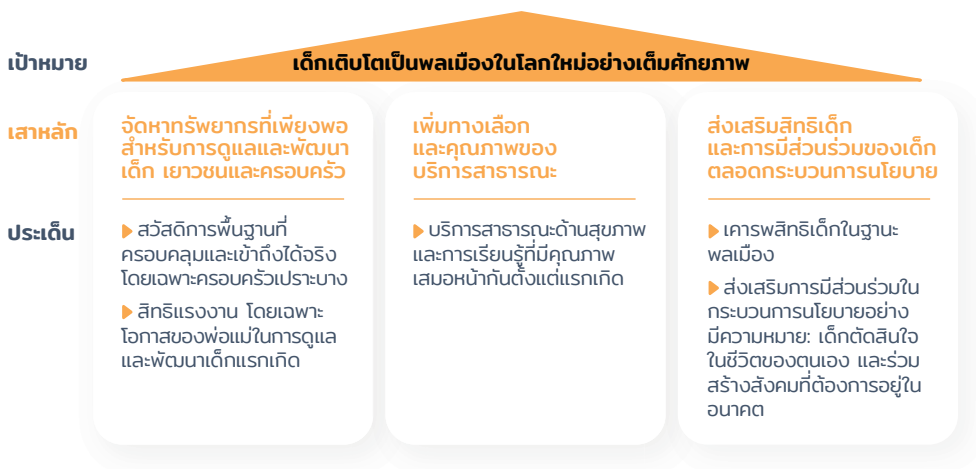 เป้าหมาย
เด็กเติบโตเป็นพลเมืองในโลกใหม่อย่างเต็มศักยภาพ
เสาหลัก
จัดหาทรัพยากรที่เพียงพอ
สำหรับการดูแลและพัฒนา
เด็ก เยาวชนและครอบครัว
เพิ่มทางเลือก
และคุณภาพของ
บริการสาธารณะ
ส่งเสริมสิทธิเด็ก
และการมีส่วนร่วมของเด็ก
ตลอดกระบวนการนโยบาย
ประเด็น
สวัสดิการพื้นฐานที่
ครอบคลุมและเข้าถึงได้จริง
โดยเฉพาะครอบครัวเปราะบาง
สิทธิแรงงาน โดยเฉพาะ
โอกาสของพ่อแม่ในการดูแล
และพัฒนาเด็กแรกเกิด
บริการสาธารณะด้านสุขภาพ
และการเรียนรู้ที่มีคุณภาพ
เสมอหน้ากันตั้งแต่แรกเกิด
เคารพสิทธิเด็กในฐานะ
พลเมือง
ส่งเสริมการมีส่วนร่วมใน
กระบวนการนโยบายอย่าง
มีความหมาย: เด็กตัดสินใจ
ในชีวิตของตนเอง และร่วม
สร้างสังคมที่ต้องการอยู่ใน
อนาคต